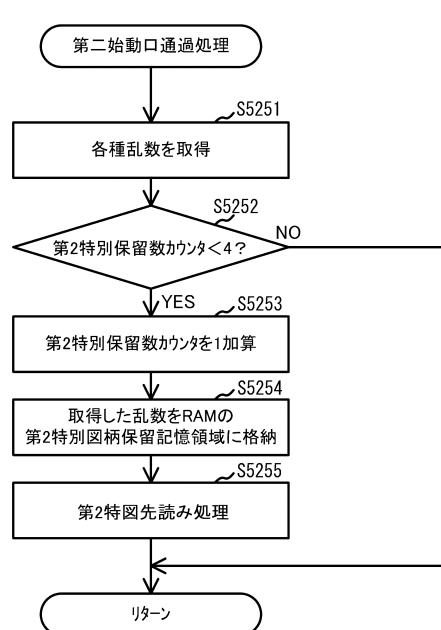 第二始動口通過処理
S5251
各種乱数を取得
S5252
第2特別保留数カウンタ<4？
NO
YES
S5253
第2特別保留数カウンタを1加算
S5254
取得した乱数をRAMの
第2特別図柄保留記憶領域に格納
S5255
第2特図先読み処理
リターン